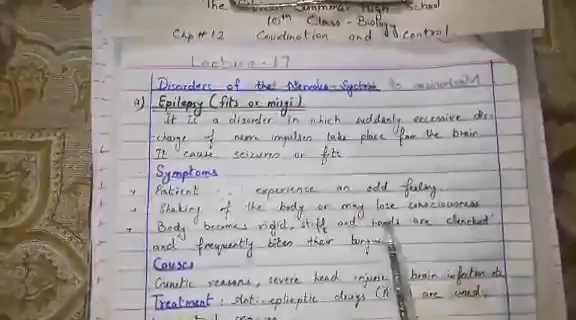 The Grammar High School
10th Class - Biology
Chp # 12 Coordination and Control
Lecture - 17
Disorders of the Nervous System
a) Epilepsy (fits or mirgi)
It is a disorder in which suddenly excessive dis-
charge of nerve impulses take place from the brain.
It cause seizures or fits
Symptoms
Patient experience an odd feeling
Shaking of the body or may lose consciousness
Body becomes rigid, stiff and hands are clenched
and frequently bites their tongue
Causes
Genetic reasons, severe head injury, brain infection etc
Treatment: Anti-epileptic drugs ( ) are used,